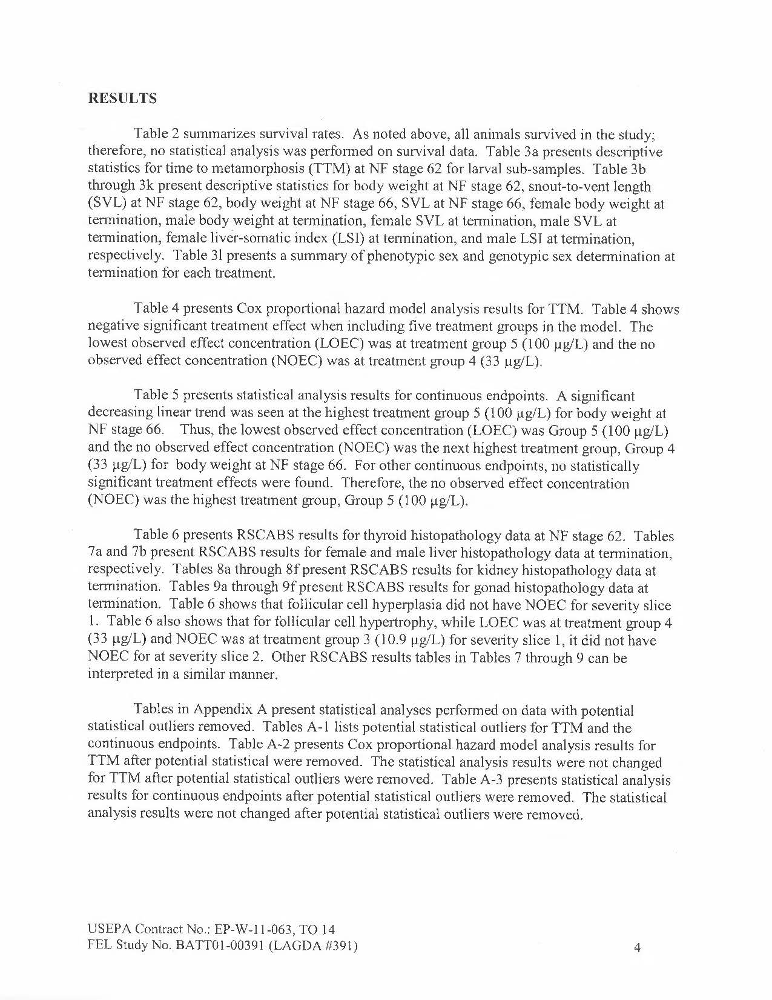 RESULTS
Table 2 summarizes survival rates. As noted above, all animals survived in the study;
therefore, no statistical analysis was performed on survival data. Table 3a presents descriptive
statistics for time to metamorphosis (TTM) at NF stage 62 for larval sub-samples. Table 3b
through 3k present descriptive statistics for body weight at NF stage 62, snout-to-vent length
(SVL) at NF stage 62, body weight at NF stage 66, SVL at NF stage 66, female body weight at
termination, male body weight at termination, female SVL at termination, male SVL at
termination, female liver-somatic index (LSI) at termination, and male LSI at termination,
respectively. Table 3l presents a summary of phenotypic sex and genotypic sex determination at
termination for each treatment.
Table 4 presents Cox proportional hazard model analysis results for TTM. Table 4 shows
negative significant treatment effect when including five treatment groups in the model. The
lowest observed effect concentration (LOEC) was at treatment group 5 (100 µg/L) and the no
observed effect concentration (NOEC) was at treatment group 4 (33 µg/L).
Table 5 presents statistical analysis results for continuous endpoints. A significant
decreasing linear trend was seen at the highest treatment group 5 (100 µg/L) for body weight at
NF stage 66. Thus, the lowest observed effect concentration (LOEC) was Group 5 (100 µg/L)
and the no observed effect concentration (NOEC) was the next highest treatment group, Group 4
(33 µg/L) for body weight at NF stage 66. For other continuous endpoints, no statistically
significant treatment effects were found. Therefore, the no observed effect concentration
(NOEC) was the highest treatment group, Group 5 (100 µg/L).
Table 6 presents RSCABS results for thyroid histopathology data at NF stage 62. Tables
7a and 7b present RSCABS results for female and male liver histopathology data at termination,
respectively. Tables 8a through 8f present RSCABS results for kidney histopathology data at
termination. Tables 9a through 9f present RSCABS results for gonad histopathology data at
termination. Table 6 shows that follicular cell hyperplasia did not have NOEC for severity slice
1. Table 6 also shows that for follicular cell hypertrophy, while LOEC was at treatment group 4
(33 µg/L) and NOEC was at treatment group 3 (10.9 µg/L) for severity slice 1, it did not have
NOEC for at severity slice 2. Other RSCABS results tables in Tables 7 through 9 can be
interpreted in a similar manner.
Tables in Appendix A present statistical analyses performed on data with potential
statistical outliers removed. Tables A-1 lists potential statistical outliers for TTM and the
continuous endpoints. Table A-2 presents Cox proportional hazard model analysis results for
TTM after potential statistical were removed. The statistical analysis results were not changed
for TTM after potential statistical outliers were removed. Table A-3 presents statistical analysis
results for continuous endpoints after potential statistical outliers were removed. The statistical
analysis results were not changed after potential statistical outliers were removed.
USEPA Contract No.: EP-W-11-063, TO 14
FEL Study No. BATT01-00391 (LAGDA #391) 4